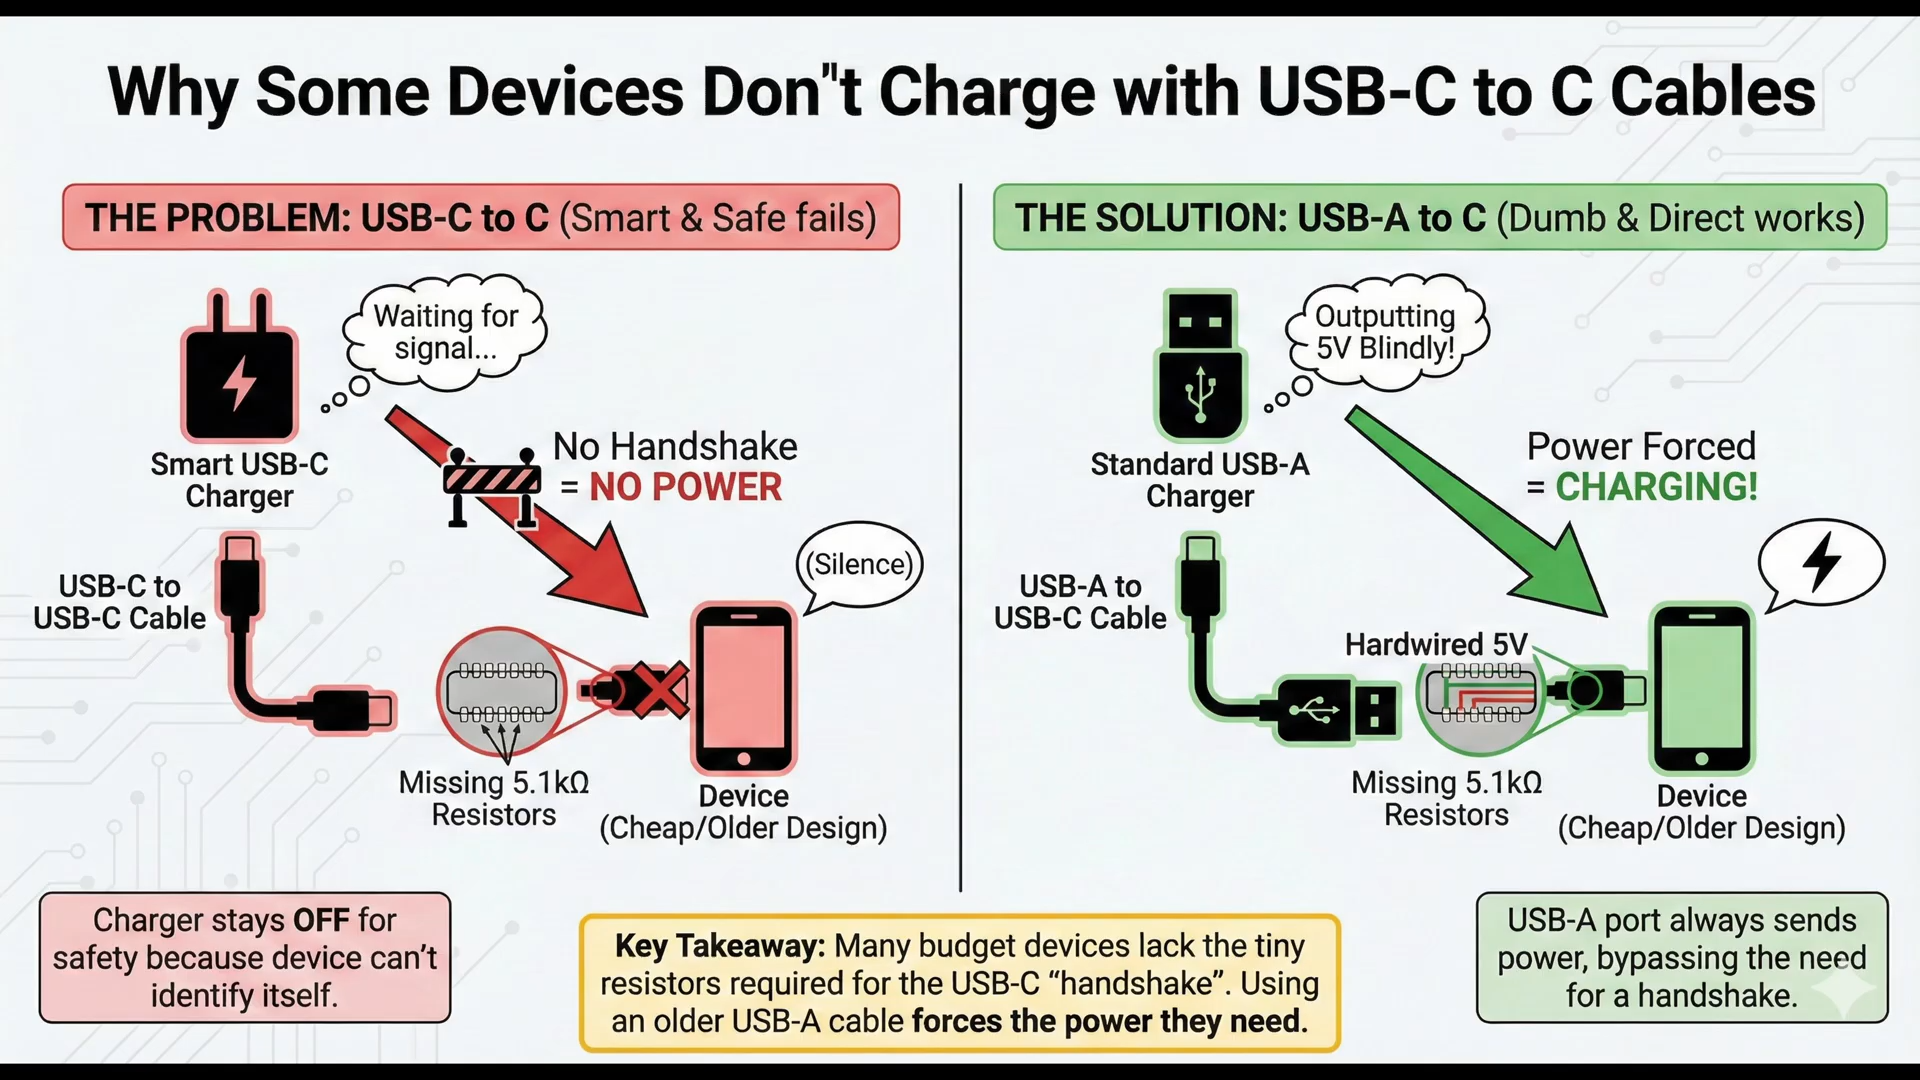 Why Some Devices Don"t Charge with USB-C to C Cables
THE PROBLEM: USB-C to C (Smart & Safe fails)
Waiting for
signal...
Smart USB-C
Charger
No Handshake
= NO POWER
(Silence)
USB-C to
USB-C Cable
Missing 5.1kΩ
Resistors
Device
(Cheap/Older Design)
Charger stays OFF for
safety because device can't
identify itself.
THE SOLUTION: USB-A to C (Dumb & Direct works)
Outputting
5V Blindly!
Standard USB-A
Charger
Power Forced
= CHARGING!
USB-A to
USB-C Cable
Hardwired 5V
Missing 5.1kΩ
Resistors
Device
(Cheap/Older Design)
USB-A port always sends
power, bypassing the need
for a handshake.
Key Takeaway: Many budget devices lack the tiny
resistors required for the USB-C “handshake”. Using
an older USB-A cable forces the power they need.